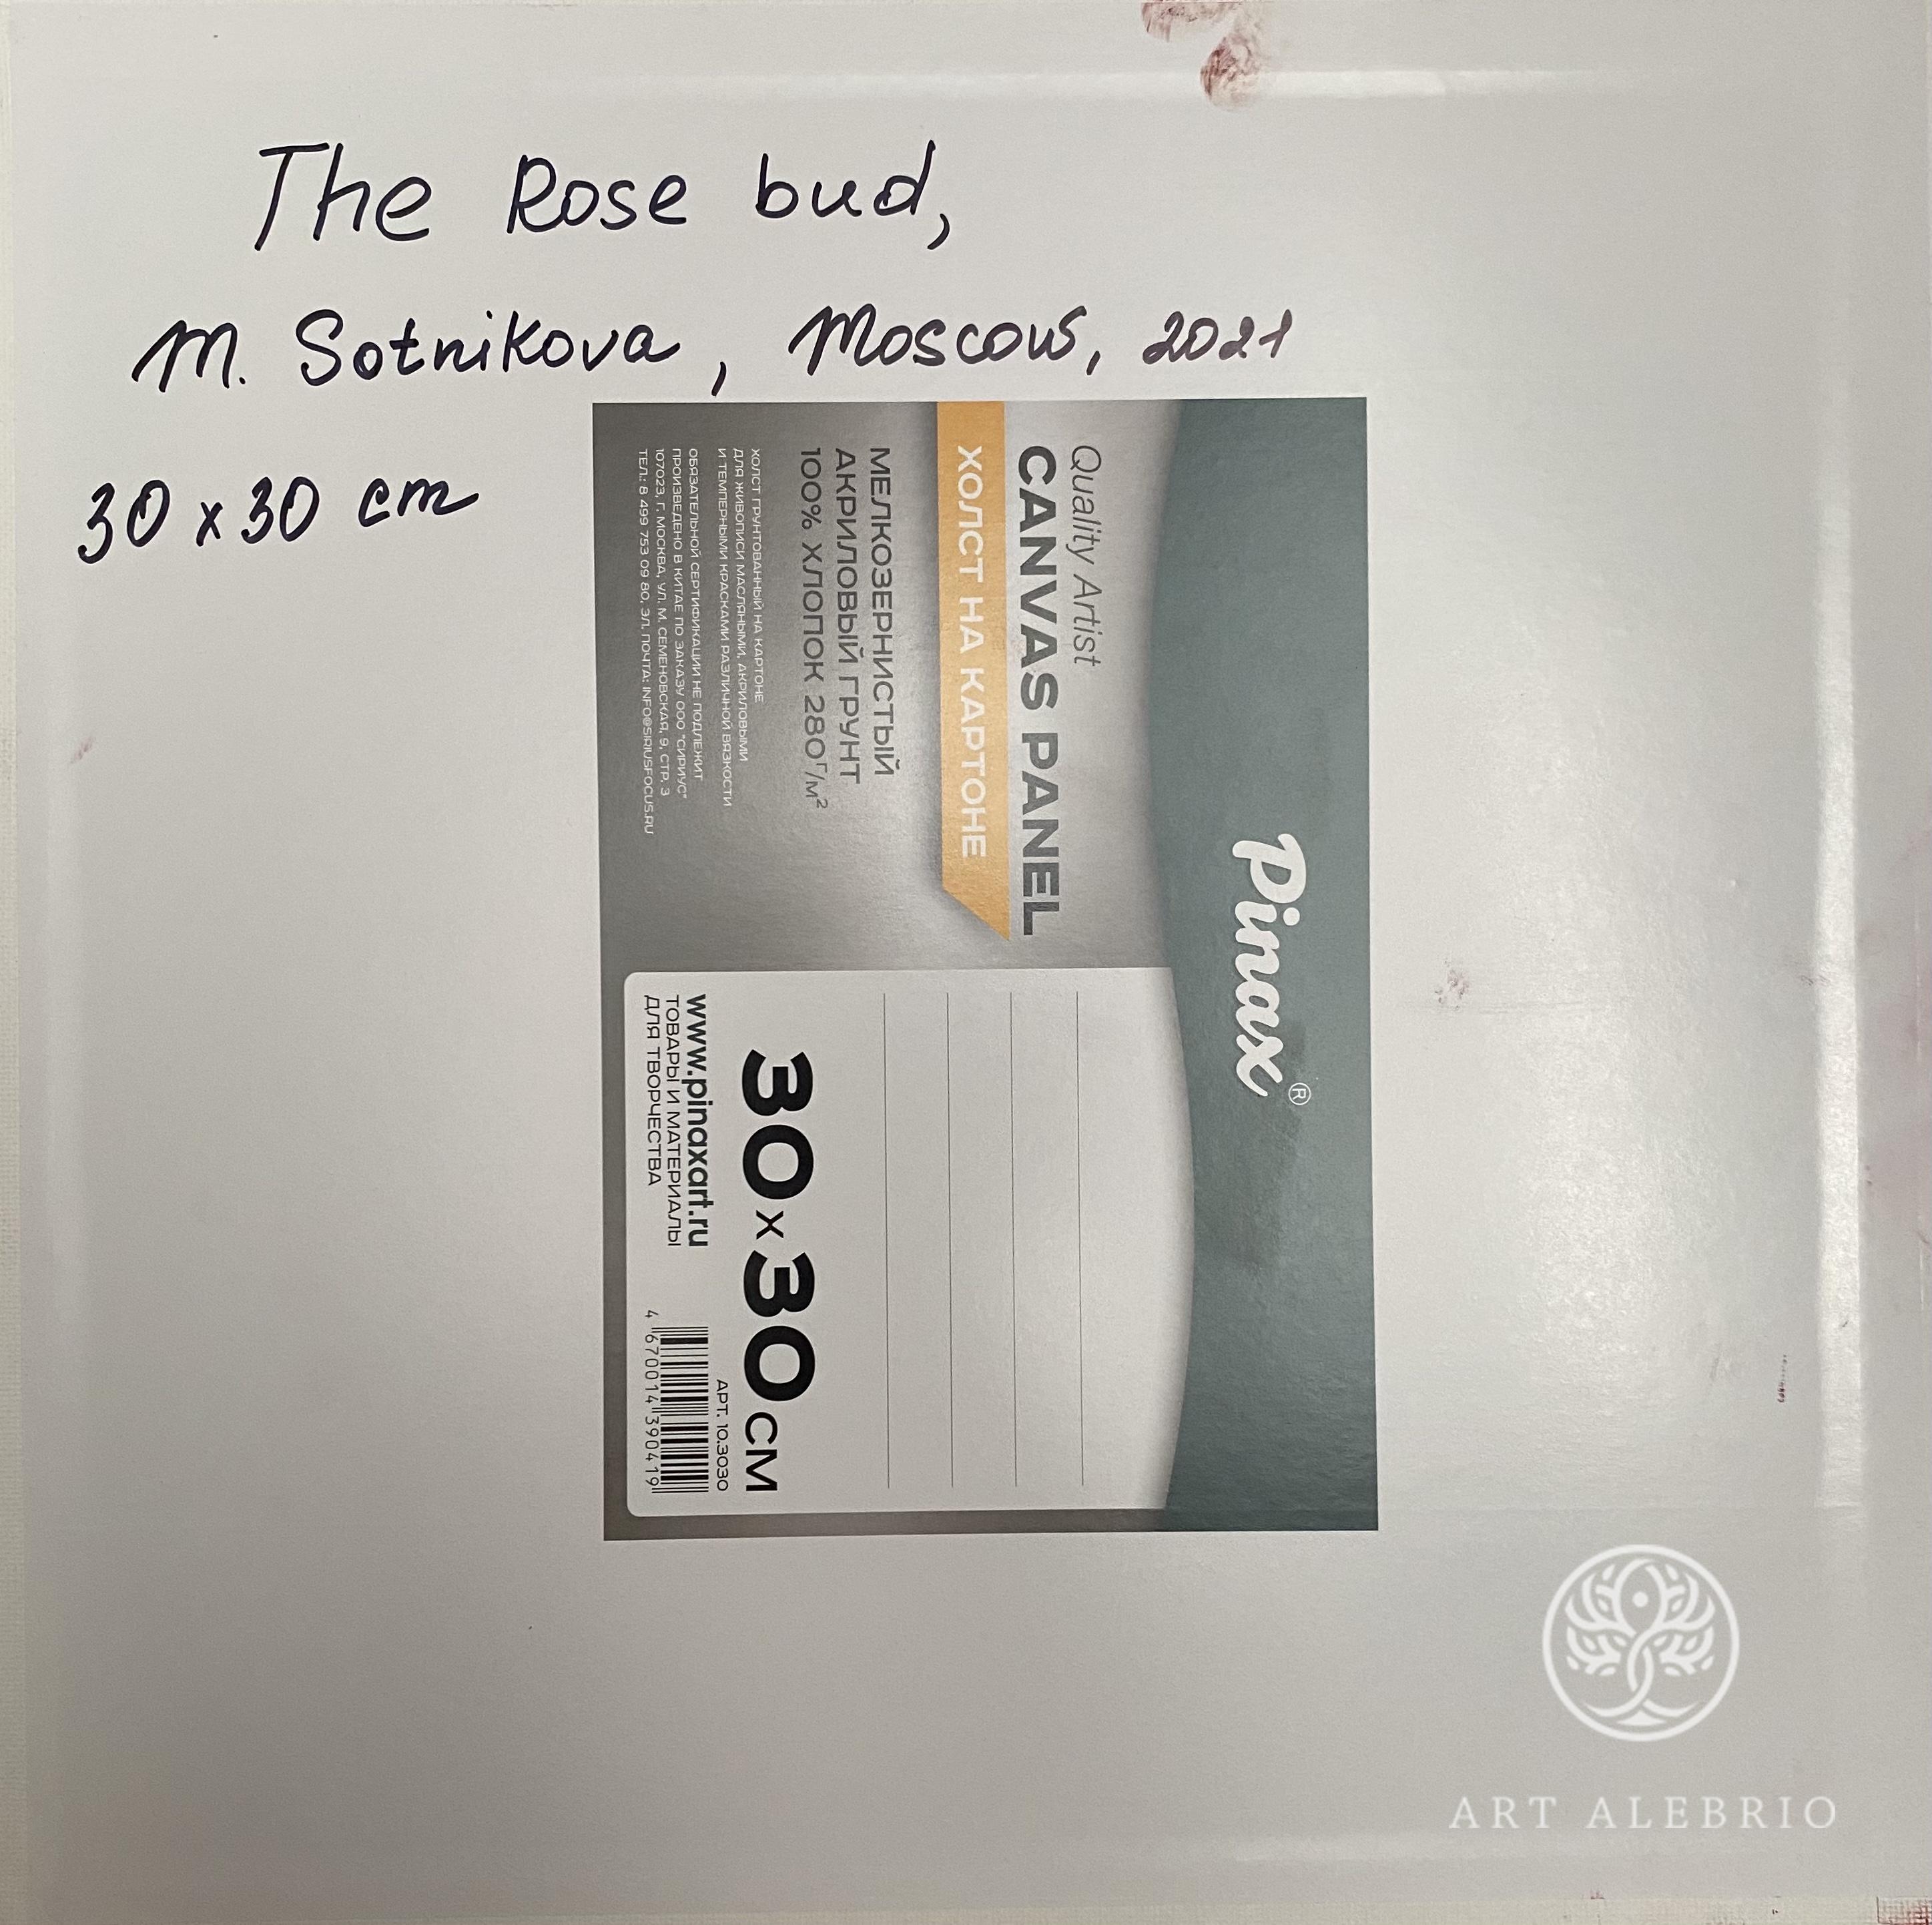 The Rose bud,
M. Sotnikova, Moscow, 2021
30 x 30 cm
Pinax®
Quality Artist
CANVAS PANEL
ХОЛСТ НА КАРТОНЕ
МЕЛКОЗЕРНИСТЫЙ
АКРИЛОВЫЙ ГРУНТ
100% ХЛОПОК 280г/м²
ХОЛСТ ГРУНТОВАННЫЙ НА КАРТОНЕ
ДЛЯ ЖИВОПИСИ МАСЛЯНЫМИ, АКРИЛОВЫМИ
И ТЕМПЕРНЫМИ КРАСКАМИ РАЗЛИЧНОЙ ВЯЗКОСТИ
ОБЯЗАТЕЛЬНОЙ СЕРТИФИКАЦИИ НЕ ПОДЛЕЖИТ
ПРОИЗВЕДЕНО В КИТАЕ ПО ЗАКАЗУ ООО "СИРИУС"
107023, Г. МОСКВА, УЛ. М. СЕМЕНОВСКАЯ, 9, СТР. 3
ТЕЛ.: 8 499 753 09 80, ЭЛ. ПОЧТА: INFO@SIRIUSFOCUS.RU
30x30 СМ
АРТ. 10.3030
www.pinaxart.ru
ТОВАРЫ И МАТЕРИАЛЫ
ДЛЯ ТВОРЧЕСТВА
4 670014 390419
ART ALEBRIO